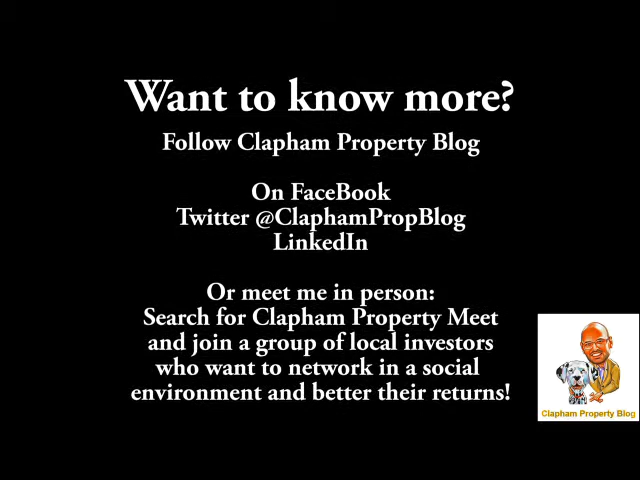 Want to know more?
Follow Clapham Property Blog
On FaceBook
Twitter @ClaphamPropBlog
LinkedIn
Or meet me in person:
Search for Clapham Property Meet
and join a group of local investors
who want to network in a social
environment and better their returns!
Clapham Property Blog